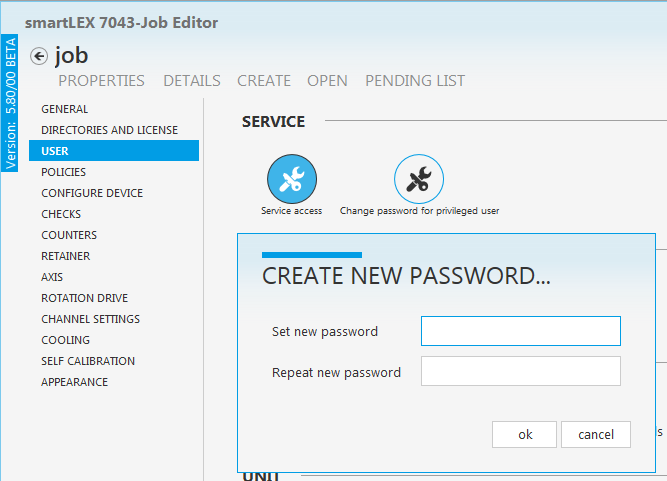 smartLEX 7043-Job Editor
Version: 5.80/00 BETA
job
PROPERTIES DETAILS CREATE OPEN PENDING LIST
GENERAL
DIRECTORIES AND LICENSE
USER
POLICIES
CONFIGURE DEVICE
CHECKS
COUNTERS
RETAINER
AXIS
ROTATION DRIVE
CHANNEL SETTINGS
COOLING
SELF CALIBRATION
APPEARANCE
SERVICE
Service access Change password for privileged user
CREATE NEW PASSWORD...
Set new password
Repeat new password
ok cancel
UNIT